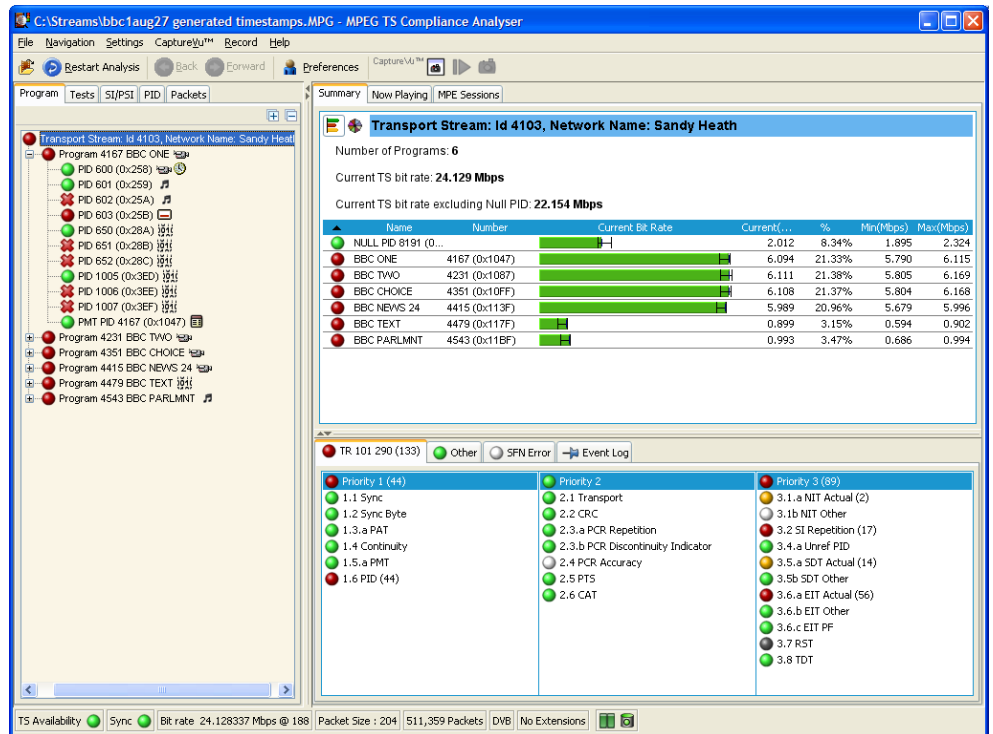 C:\Streams\bbc1aug27 generated timestamps.MPG - MPEG TS Compliance Analyser
File Navigation Settings CaptureVu™ Record Help
Restart Analysis Back Forward Preferences CaptureVu™
Program Tests SI/PSI PID Packets
Transport Stream: Id 4103, Network Name: Sandy Heatl
Program 4167 BBC ONE
PID 600 (0x258)
PID 601 (0x259)
PID 602 (0x25A)
PID 603 (0x25B)
PID 650 (0x28A)
PID 651 (0x28B)
PID 652 (0x28C)
PID 1005 (0x3ED)
PID 1006 (0x3EE)
PID 1007 (0x3EF)
PMT PID 4167 (0x1047)
Program 4231 BBC TWO
Program 4351 BBC CHOICE
Program 4415 BBC NEWS 24
Program 4479 BBC TEXT
Program 4543 BBC PARLMNT
Summary Now Playing MPE Sessions
Transport Stream: Id 4103, Network Name: Sandy Heath
Number of Programs: 6
Current TS bit rate: 24.129 Mbps
Current TS bit rate excluding Null PID: 22.154 Mbps
Name Number Current Bit Rate Current(... % Min(Mbps) Max(Mbps)
NULL PID 8191 (0... 2.012 8.34% 1.895 2.324
BBC ONE 4167 (0x1047) 6.094 21.33% 5.790 6.115
BBC TWO 4231 (0x1087) 6.111 21.38% 5.805 6.169
BBC CHOICE 4351 (0x10FF) 6.108 21.37% 5.804 6.168
BBC NEWS 24 4415 (0x113F) 5.989 20.96% 5.679 5.996
BBC TEXT 4479 (0x117F) 0.899 3.15% 0.594 0.902
BBC PARLMNT 4543 (0x11BF) 0.993 3.47% 0.686 0.994
TR 101 290 (133) Other SFN Error Event Log
Priority 1 (44)
1.1 Sync
1.2 Sync Byte
1.3.a PAT
1.4 Continuity
1.5.a PMT
1.6 PID (44)
Priority 2
2.1 Transport
2.2 CRC
2.3.a PCR Repetition
2.3.b PCR Discontinuity Indicator
2.4 PCR Accuracy
2.5 PTS
2.6 CAT
Priority 3 (89)
3.1.a NIT Actual (2)
3.1b NIT Other
3.2 SI Repetition (17)
3.4.a Unref PID
3.5.a SDT Actual (14)
3.5b SDT Other
3.6.a EIT Actual (56)
3.6.b EIT Other
3.6.c EIT PF
3.7 RST
3.8 TDT
TS Availability Sync Bit rate 24.128337 Mbps @ 188 Packet Size : 204 511,359 Packets DVB No Extensions